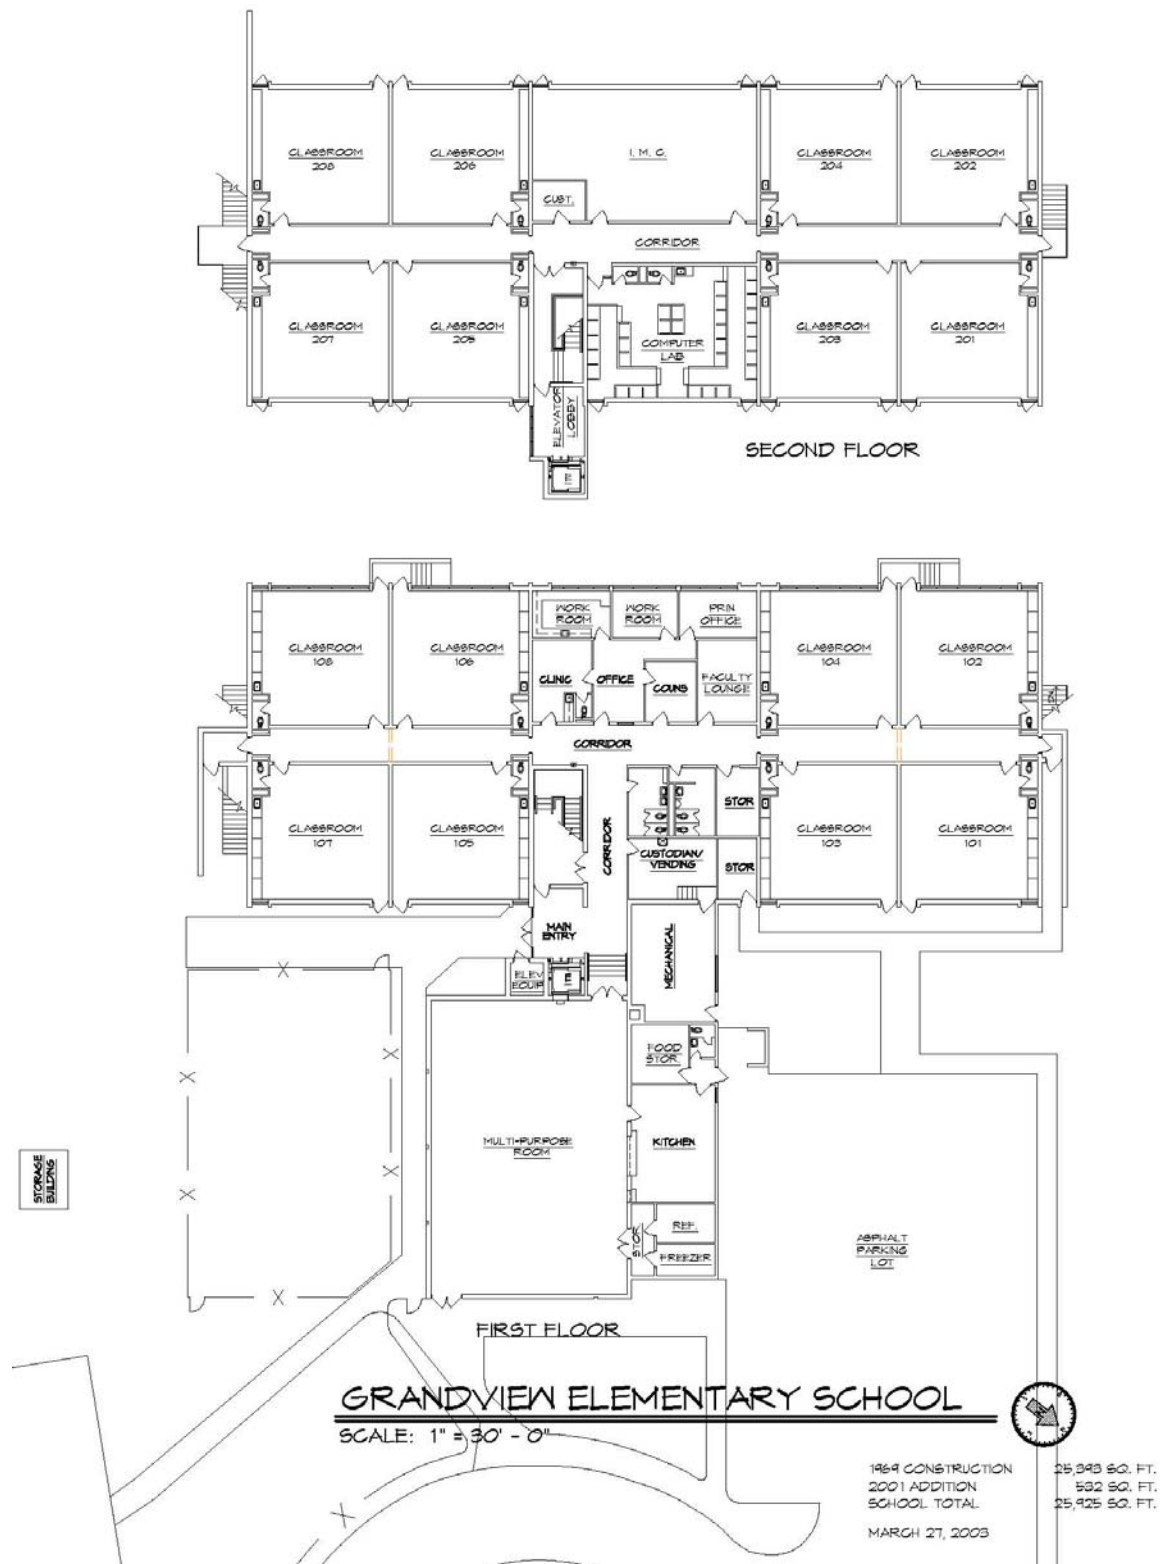 CLASSROOM
208
CLASSROOM
206
I. M. C.
CLASSROOM
204
CLASSROOM
202
CUST.
CORRIDOR
CLASSROOM
207
CLASSROOM
205
ELEVATOR
LOBBY
COMPUTER
LAB
CLASSROOM
203
CLASSROOM
201
SECOND FLOOR
WORK
ROOM
WORK
ROOM
PRIN
OFFICE
CLASSROOM
108
CLASSROOM
106
CLINIC
OFFICE
COUNS
FACULTY
LOUNGE
CLASSROOM
104
CLASSROOM
102
DN
CORRIDOR
CLASSROOM
107
CLASSROOM
105
CORRIDOR
STOR
CUSTODIAN/
VENDING
STOR
CLASSROOM
103
CLASSROOM
101
MAIN
ENTRY
MECHANICAL
ELEV
EQUIP
FOOD
STOR.
MULTI-PURPOSE
ROOM
KITCHEN
STORAGE
BUILDING
STOR
REF.
FREEZER
ASPHALT
PARKING
LOT
FIRST FLOOR
GRANDVIEW ELEMENTARY SCHOOL
SCALE: 1" = 30' - 0"
1969 CONSTRUCTION 25,393 SQ. FT.
2001 ADDITION 532 SQ. FT.
SCHOOL TOTAL 25,925 SQ. FT.
MARCH 27, 2003